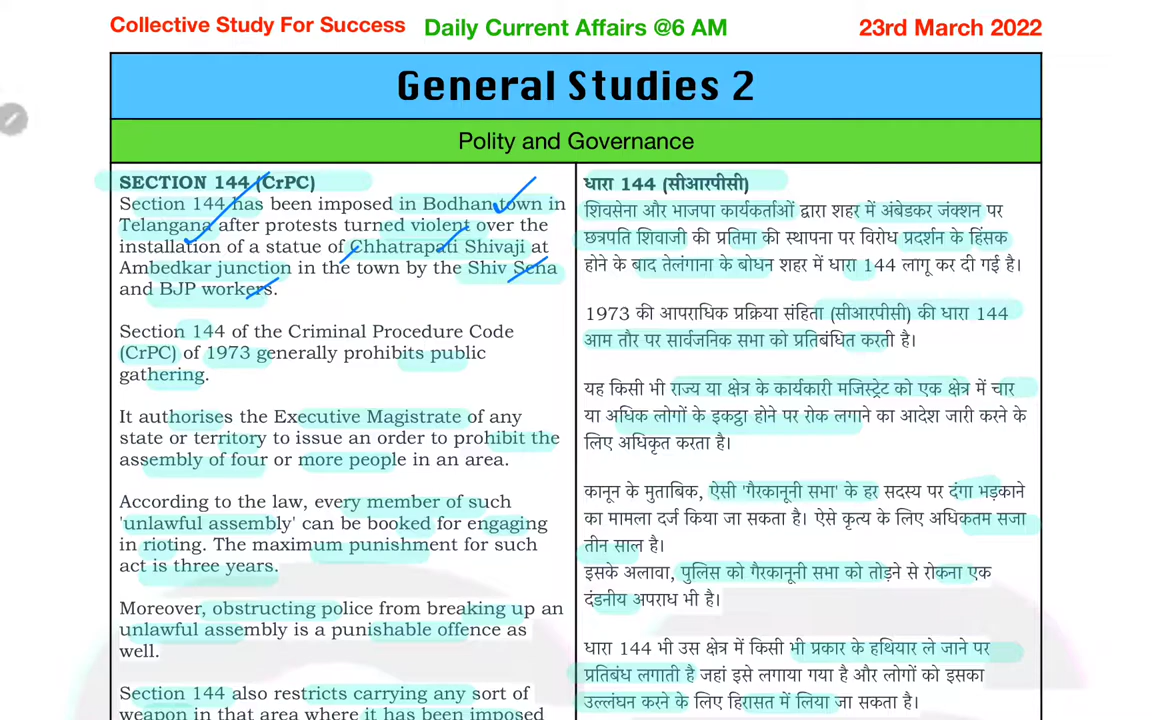 Collective Study For Success
Daily Current Affairs @6 AM
23rd March 2022
General Studies 2
Polity and Governance
SECTION 144 (CrPC)
Section 144 has been imposed in Bodhan town in
Telangana after protests turned violent over the
installation of a statue of Chhatrapati Shivaji at
Ambedkar junction in the town by the Shiv Sena
and BJP workers.
Section 144 of the Criminal Procedure Code
(CrPC) of 1973 generally prohibits public
gathering.
It authorises the Executive Magistrate of any
state or territory to issue an order to prohibit the
assembly of four or more people in an area.
According to the law, every member of such
'unlawful assembly' can be booked for engaging
in rioting. The maximum punishment for such
act is three years.
Moreover, obstructing police from breaking up an
unlawful assembly is a punishable offence as
well.
Section 144 also restricts carrying any sort of
weapon in that area where it has been imposed
धारा 144 (सीआरपीसी)
शिवसेना और भाजपा कार्यकर्ताओं द्वारा शहर में अंबेडकर जंक्शन पर
छत्रपति शिवाजी की प्रतिमा की स्थापना पर विरोध प्रदर्शन के हिंसक
होने के बाद तेलंगाना के बोधन शहर में धारा 144 लागू कर दी गई है।
1973 की आपराधिक प्रक्रिया संहिता (सीआरपीसी) की धारा 144
आम तौर पर सार्वजनिक सभा को प्रतिबंधित करती है।
यह किसी भी राज्य या क्षेत्र के कार्यकारी मजिस्ट्रेट को एक क्षेत्र में चार
या अधिक लोगों के इकट्ठा होने पर रोक लगाने का आदेश जारी करने के
लिए अधिकृत करता है।
कानून के मुताबिक, ऐसी 'गैरकानूनी सभा' के हर सदस्य पर दंगा भड़काने
का मामला दर्ज किया जा सकता है। ऐसे कृत्य के लिए अधिकतम सजा
तीन साल है।
इसके अलावा, पुलिस को गैरकानूनी सभा को तोड़ने से रोकना एक
दंडनीय अपराध भी है।
धारा 144 भी उस क्षेत्र में किसी भी प्रकार के हथियार ले जाने पर
प्रतिबंध लगाती है जहां इसे लगाया गया है और लोगों को इसका
उल्लंघन करने के लिए हिरासत में लिया जा सकता है।